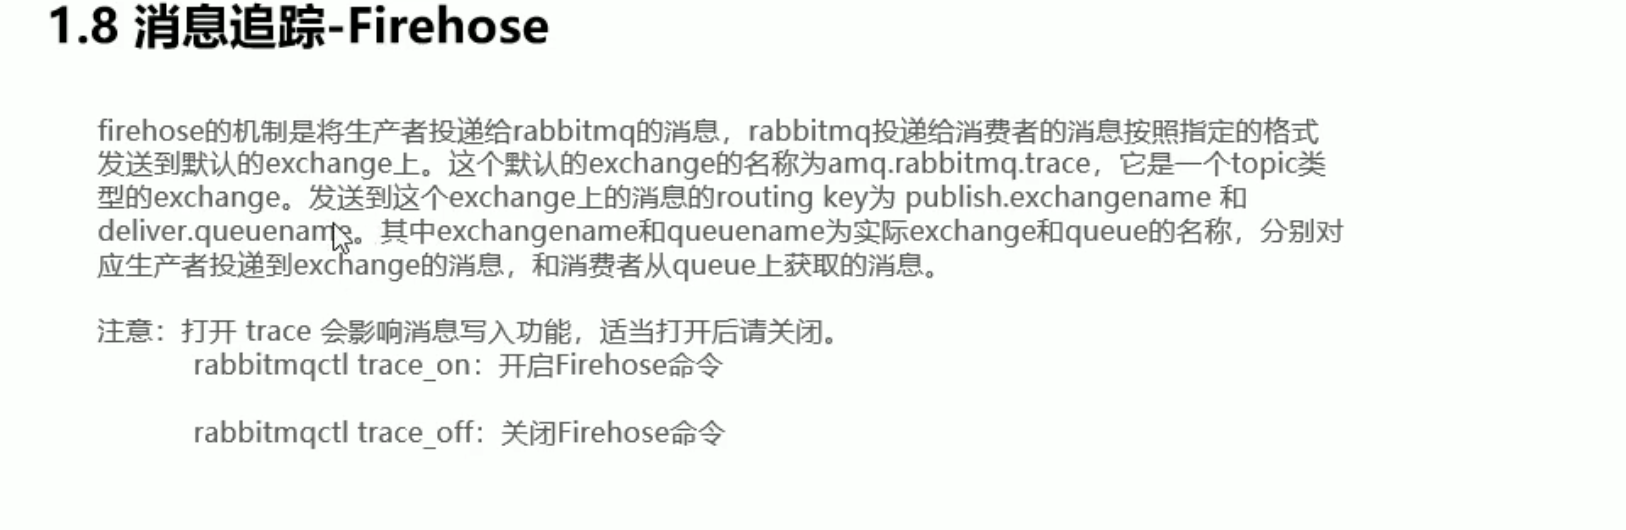 1.8 消息追踪-Firehose
firehose的机制是将生产者投递给rabbitmq的消息，rabbitmq投递给消费者的消息按照指定的格式
发送到默认的exchange上。这个默认的exchange的名称为amq.rabbitmq.trace，它是一个topic类
型的exchange。发送到这个exchange上的消息的routing key为 publish.exchangename 和
deliver.queuename。其中exchangename和queuename为实际exchange和queue的名称，分别对
应生产者投递到exchange的消息，和消费者从queue上获取的消息。
注意：打开 trace 会影响消息写入功能，适当打开后请关闭。
rabbitmqctl trace_on：开启Firehose命令
rabbitmqctl trace_off：关闭Firehose命令